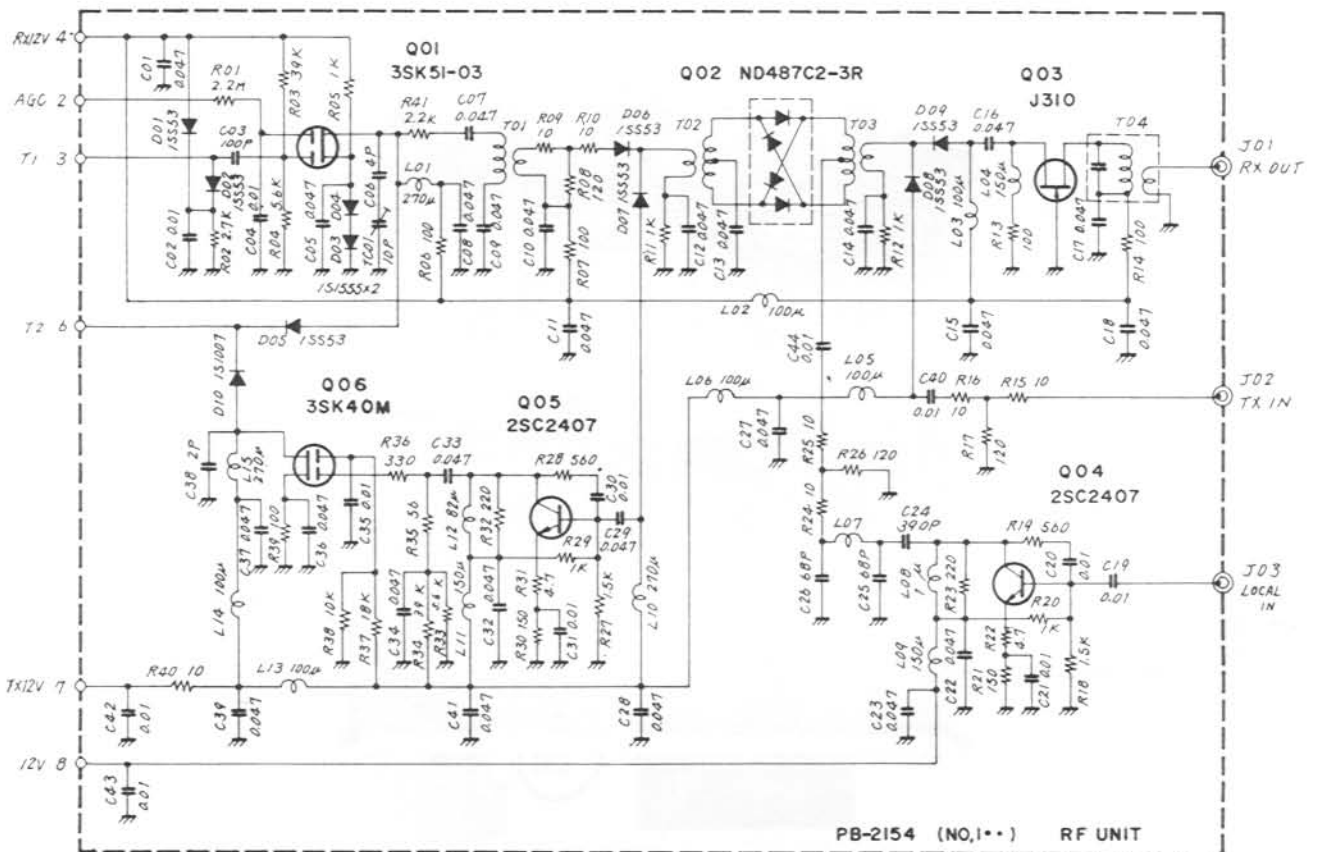 RX12V 4
AGC 2
T1 3
T2 6
TX12V 7
12V 8
C01 0.047
R01 2.2M
D01 1SS53
C03 100P
D02 1SS53
C02 0.01
R02 2.7K
C04 0.01
R03 39K
R04 5.6K
R05 1K
Q01
3SK51-03
C05 0.047
D04
D03
1S1555x2
C06 4P
TC01 10P
R41 2.2K
C07 0.047
L01 270μ
R06 100
C08 0.047
C09 0.047
T01
R09 10
R10 10
C10 0.047
R08 120
R07 100
C11 0.047
D06 1SS53
D07 1SS53
R11 1K
C12 0.047
T02
C13 0.047
Q02 ND487C2-3R
T03
C14 0.047
R12 1K
D09 1SS53
D08 1SS53
L03 100μ
C16 0.047
L04 150μ
R13 100
Q03
J310
T04
C17 0.047
R14 100
J01
RX OUT
L02 100μ
C15 0.047
C18 0.047
D05 1SS53
D10 1S1007
Q06
3SK40M
C38 2P
L15 270μ
C37 0.047
R39 100
C36 0.047
C35 0.01
L14 100μ
R36 330
C33 0.047
R35 56
L12 82μ
R32 220
R38 10K
R37 18K
C34 0.047
R34 39K
R33 5.6K
L11 150μ
C32 0.047
Q05
2SC2407
R28 560
C30 0.01
C29 0.047
R29 1K
R31 4.7
R30 150
C31 0.01
R27 1.5K
L10 270μ
L06 100μ
C27 0.047
L05 100μ
C44 0.01
C40 0.01
R16 10
R15 10
R17 120
J02
TX IN
R25 10
R26 120
R24 10
L07
C26 68P
C25 68P
C24 390P
L08 1μ
R23 220
Q04
2SC2407
R19 560
C20 0.01
C19 0.01
R20 1K
R22 4.7
R21 150
C21 0.01
R18 1.5K
L09 150μ
C22 0.047
C23 0.047
J03
LOCAL
IN
R40 10
L13 100μ
C42 0.01
C39 0.047
C41 0.047
C28 0.047
C43 0.01
PB-2154 (NO,1••) RF UNIT